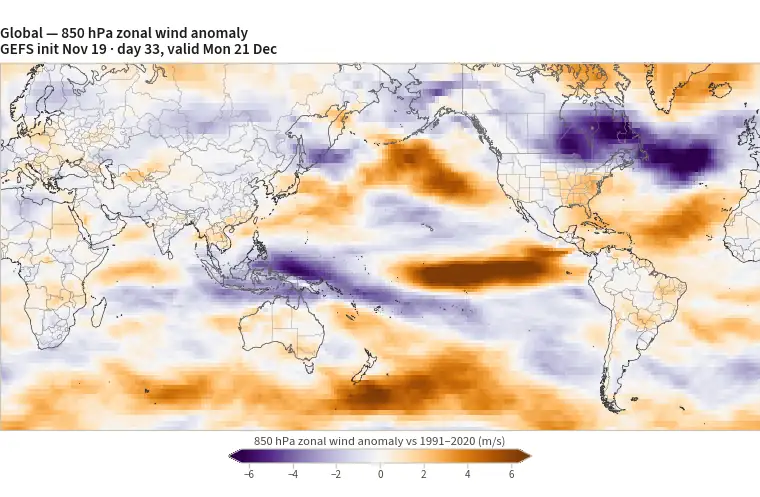 Global — 850 hPa zonal wind anomaly
GEFS init Nov 19 · day 33, valid Mon 21 Dec
850 hPa zonal wind anomaly vs 1991–2020 (m/s)
−6 −4 −2 0 2 4 6